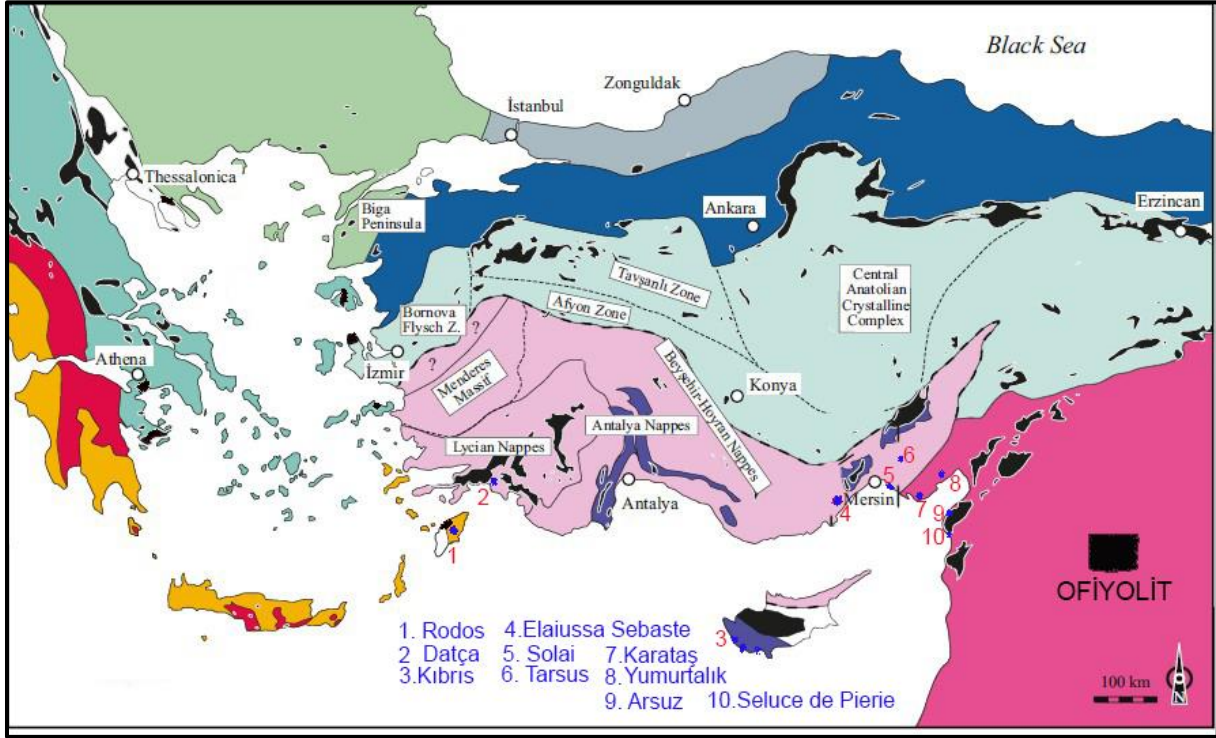 Black Sea
Zonguldak
İstanbul
Thessalonica
Biga
Peninsula
Ankara
Erzincan
Tavşanlı Zone
Central
Anatolian
Crystalline
Complex
Afyon Zone
Bornova
Flysch Z.
?
?
Athena
İzmir
Menderes
Massif
Konya
Beyşehir-Hoyran Nappes
Antalya Nappes
Lycian Nappes
6
2
5
8
Antalya
Mersin
7
4
9
1
10
OFİYOLİT
3
1. Rodos 4.Elaiussa Sebaste
2 Datça 5. Solai 7.Karataş
3.Kıbrıs 6. Tarsus 8.Yumurtalık
9. Arsuz 10.Seluce de Pierie
100 km
N